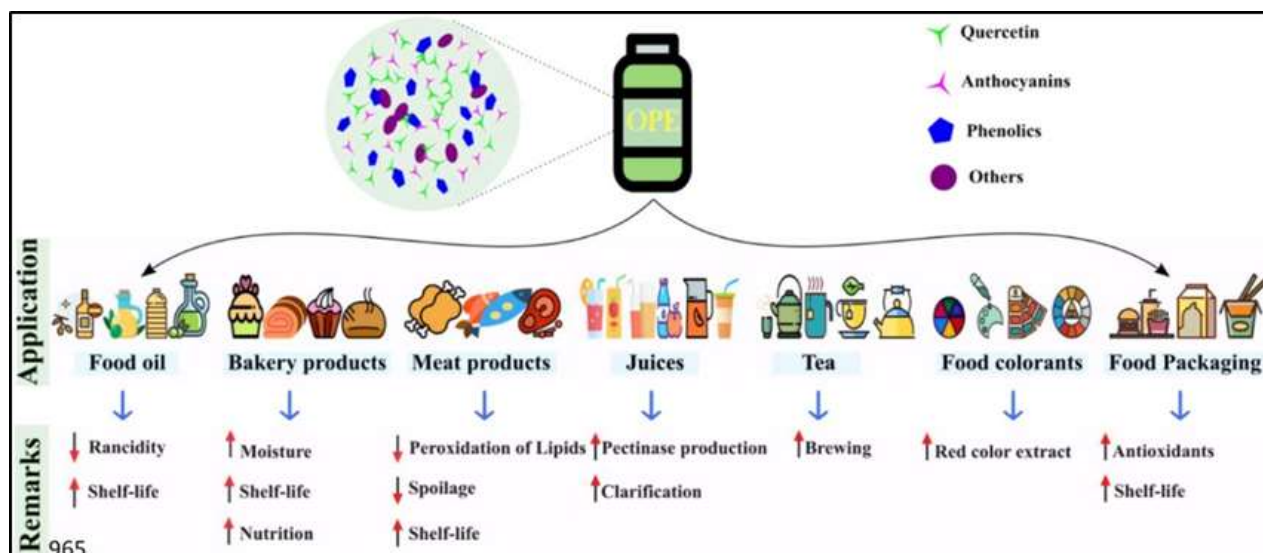 Quercetin
Anthocyanins
Phenolics
Others
OPE
Application
Food oil
Bakery products
Meat products
Juices
Tea
Food colorants
Food Packaging
Remarks
Rancidity
Shelf-life
Moisture
Shelf-life
Nutrition
Peroxidation of Lipids
Spoilage
Shelf-life
Pectinase production
Clarification
Brewing
Red color extract
Antioxidants
Shelf-life
965